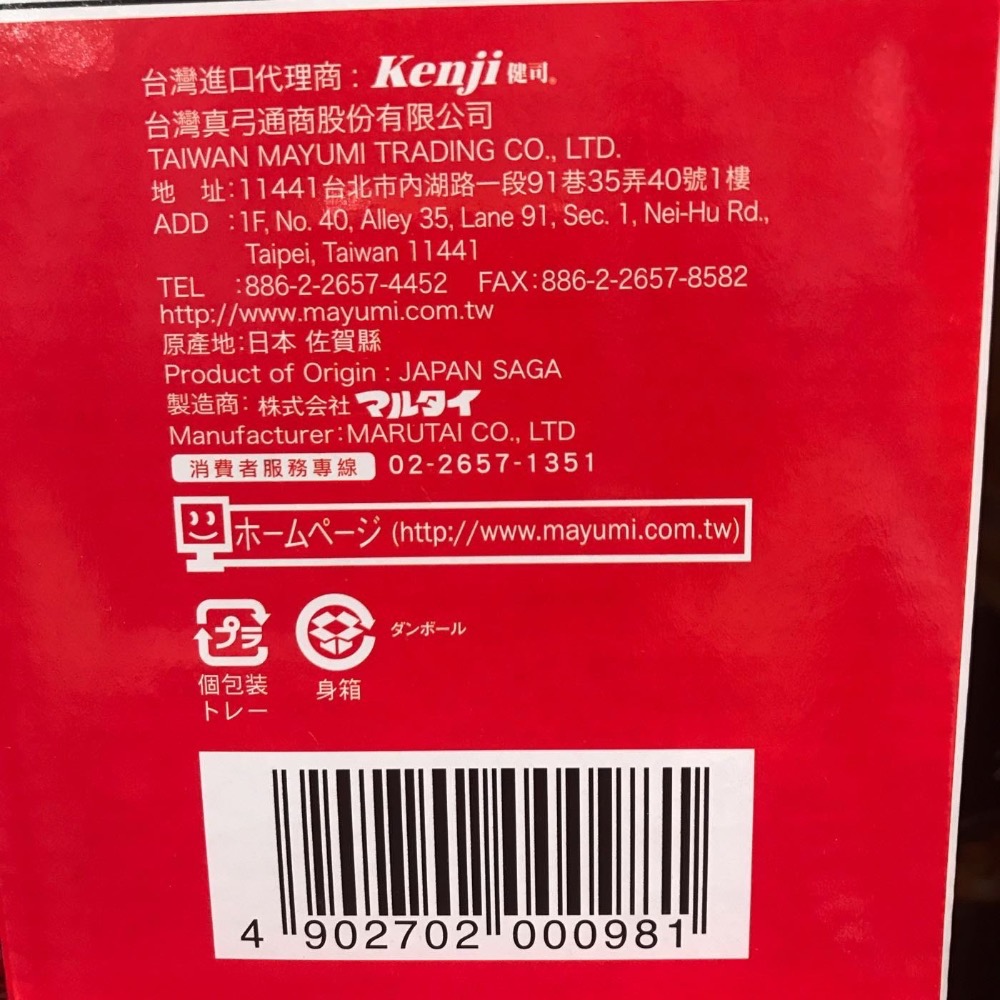 台灣進口代理商：Kenji 健司®
台灣真弓通商股份有限公司
TAIWAN MAYUMI TRADING CO., LTD.
地　址：11441台北市內湖路一段91巷35弄40號1樓
ADD ：1F, No. 40, Alley 35, Lane 91, Sec. 1, Nei-Hu Rd.,
Taipei, Taiwan 11441
TEL ：886-2-2657-4452 FAX：886-2-2657-8582
http://www.mayumi.com.tw
原產地：日本 佐賀縣
Product of Origin : JAPAN SAGA
製造商：株式会社 マルタイ
Manufacturer：MARUTAI CO., LTD
消費者服務專線 02-2657-1351
ホームページ (http://www.mayumi.com.tw)
プラ
ダンボール
個包装 身箱
トレー
4 902702 000981